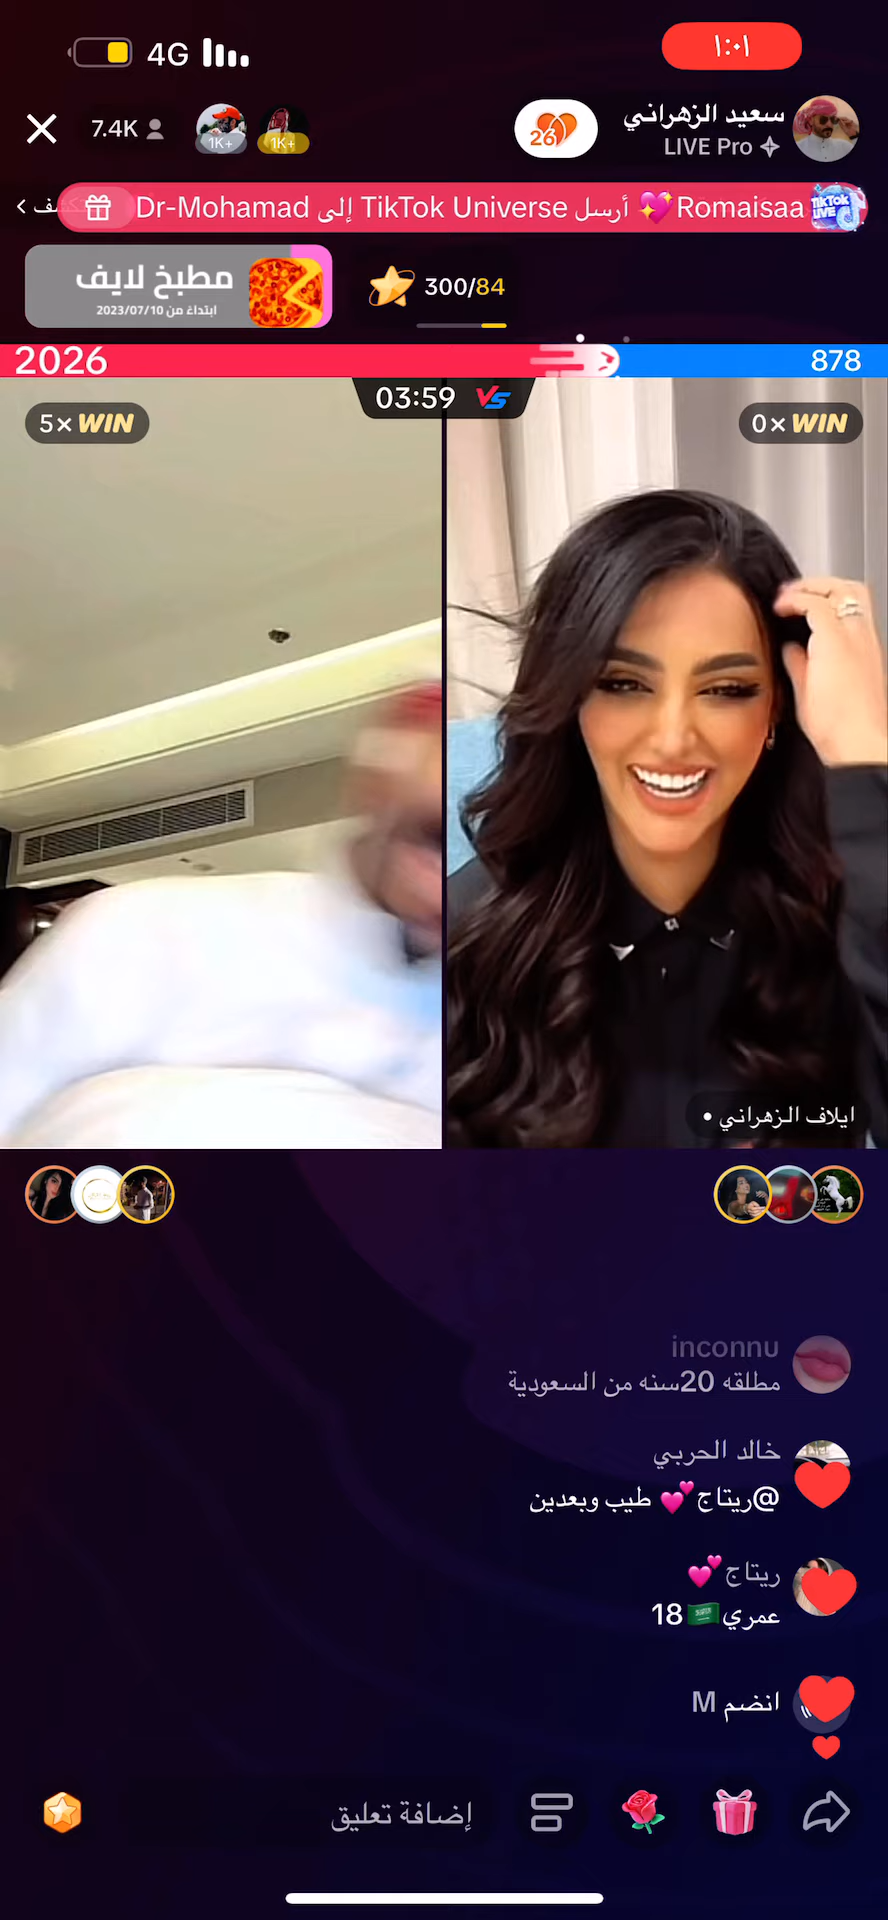 4G
١:٠١
7.4K
1K+
1K+
26
سعيد الزهراني
LIVE Pro
Romaisaa💖 أرسل TikTok Universe إلى Dr-Mohamad
TikTok LIVE
مطبخ لايف
ابتداءً من 2023/07/10
300/84
2026
878
03:59
VS
5× WIN
0× WIN
ايلاف الزهراني •
inconnu
مطلقه 20سنه من السعودية
خالد الحربي
@ريتاج💕 طيب وبعدين
ريتاج💕
عمري🇸🇦18
M انضم
إضافة تعليق